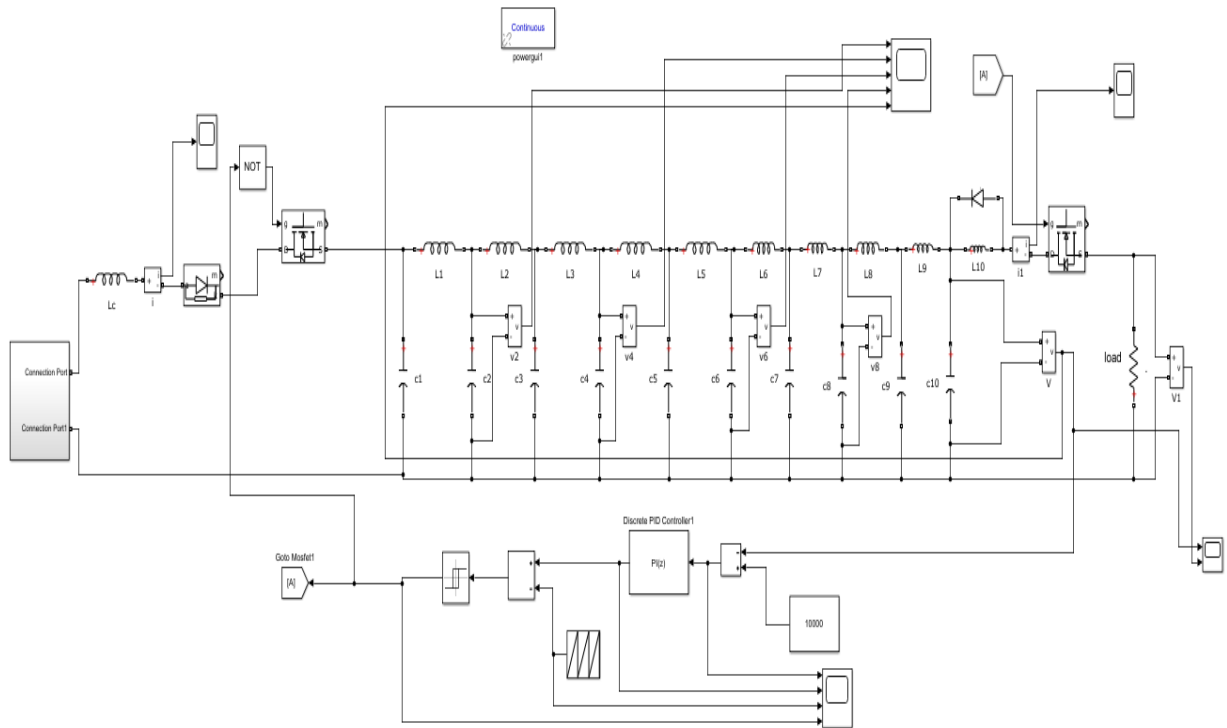 Continuous
powergui1
[A]
NOT
g
m
g
m
D
S
D
S
L1
L2
L3
L4
L5
L6
L7
L8
L9
L10
i
+
-
i1
i
+
-
Lc
i
m
+
v
-
v2
+
v
-
v4
+
v
-
v6
+
v
-
v8
+
v
-
V
load
+
v
-
V1
c1
c2
c3
c4
c5
c6
c7
c8
c9
c10
Connection Port
Connection Port1
Discrete PID Controller1
PI(z)
Goto Mosfet1
[A]
10000